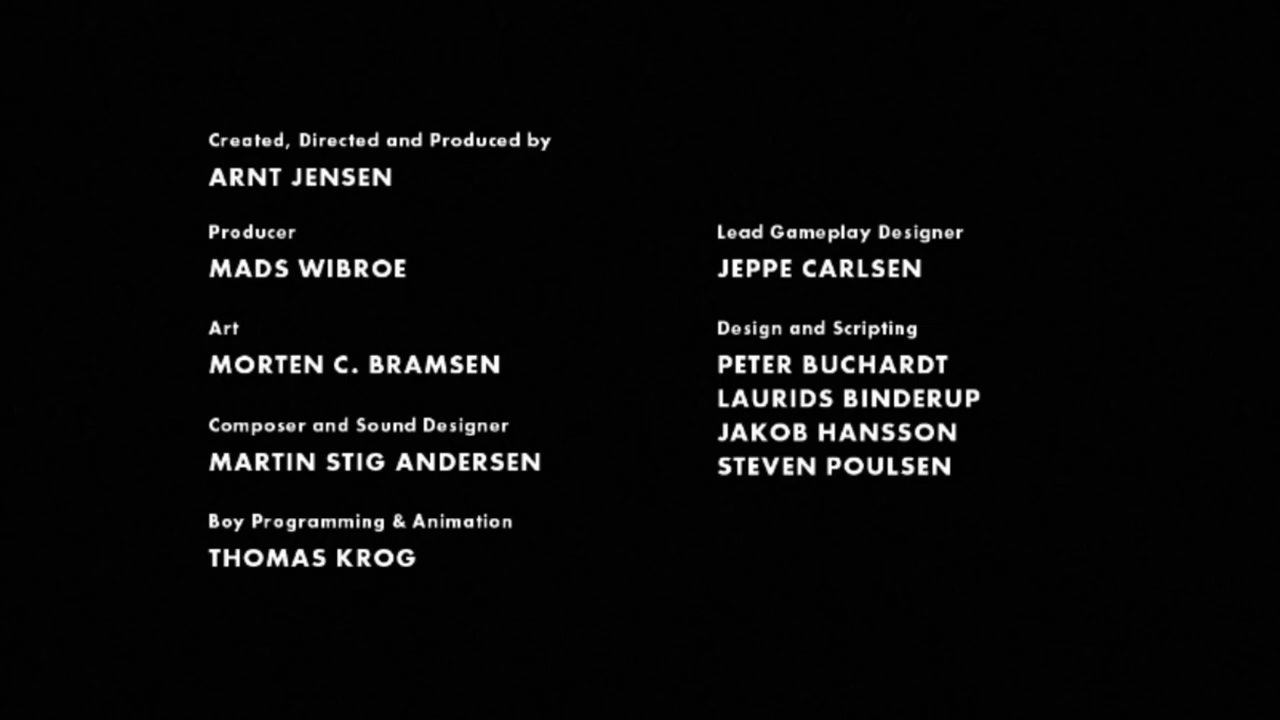 Created, Directed and Produced by
ARNT JENSEN
Producer
MADS WIBROE
Art
MORTEN C. BRAMSEN
Composer and Sound Designer
MARTIN STIG ANDERSEN
Boy Programming & Animation
THOMAS KROG
Lead Gameplay Designer
JEPPE CARLSEN
Design and Scripting
PETER BUCHARDT
LAURIDS BINDERUP
JAKOB HANSSON
STEVEN POULSEN